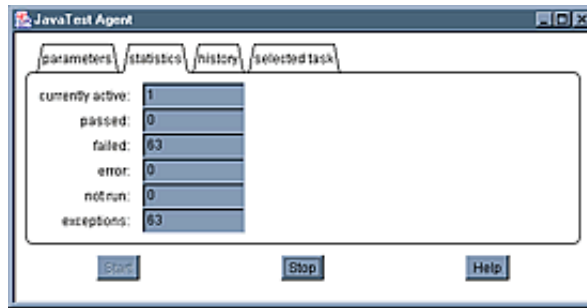 JavaTest Agent
parameters statistics history selected task
currently active: 1
passed: 0
failed: 63
error: 0
not run: 0
exceptions: 63
Start Stop Help